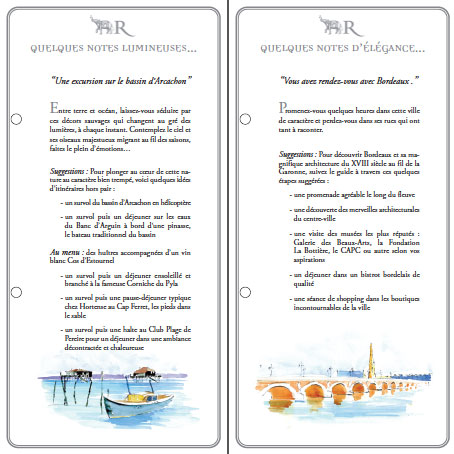 R
QUELQUES NOTES LUMINEUSES...
"Une excursion sur le bassin d'Arcachon"
Entre terre et océan, laissez-vous séduire par
ces décors sauvages qui changent au gré des
lumières, à chaque instant. Contemplez le ciel et
ses oiseaux majestueux migrant au fil des saisons,
faites le plein d'émotions…
Suggestions : Pour plonger au cœur de cette na-
ture au caractère bien trempé, voici quelques idées
d'itinéraires hors pair :
- un survol du bassin d'Arcachon en hélicoptère
- un survol puis un déjeuner sur les eaux
du Banc d'Arguin à bord d'une pinasse,
le bateau traditionnel du bassin
Au menu : des huîtres accompagnées d'un vin
blanc Cos d'Estournel
- un survol puis un déjeuner ensoleillé et
branché à la fameuse Corniche du Pyla
- un survol puis une pause-déjeuner typique
chez Hortense au Cap Ferret, les pieds dans
le sable
- un survol puis une halte au Club Plage de
Pereire pour un déjeuner dans une ambiance
décontractée et chaleureuse
R
QUELQUES NOTES D'ÉLÉGANCE...
"Vous avez rendez-vous avec Bordeaux ."
Promenez-vous quelques heures dans cette ville
de caractère et perdez-vous dans ses rues qui ont
tant à raconter.
Suggestions : Pour découvrir Bordeaux et sa ma-
gnifique architecture du XVIII siècle au fil de la
Garonne, suivez le guide à travers ces quelques
étapes suggérées :
- une promenade agréable le long du fleuve
- une découverte des merveilles architecturales
du centre-ville
- une visite des musées les plus réputés :
Galerie des Beaux-Arts, la Fondation
La Bottière, le CAPC ou autre selon vos
aspirations
- un déjeuner dans un bistrot bordelais de
qualité
- une séance de shopping dans les boutiques
incontournables de la ville